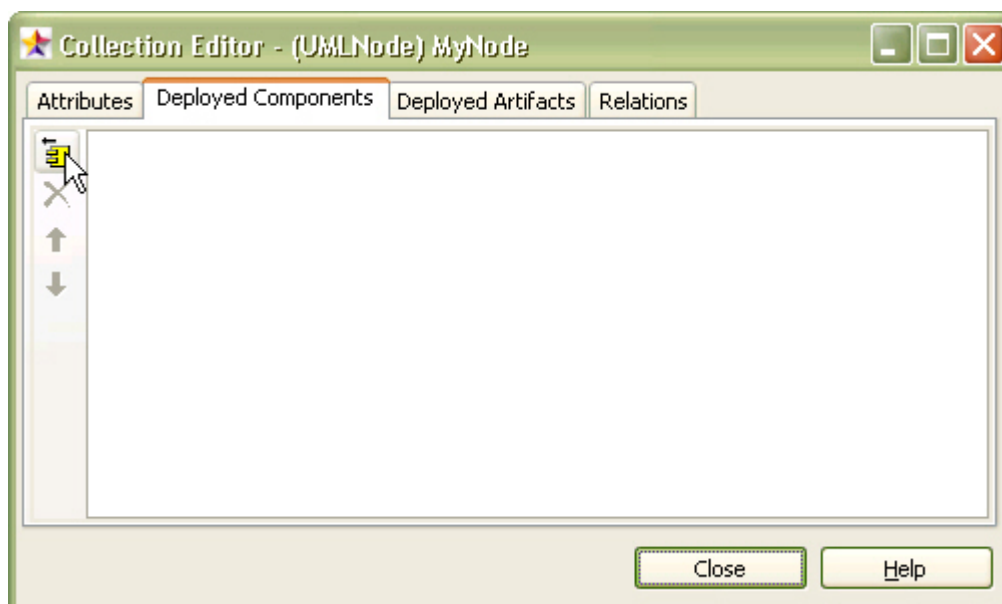 Collection Editor - (UMLNode) MyNode
Attributes Deployed Components Deployed Artifacts Relations
Close Help